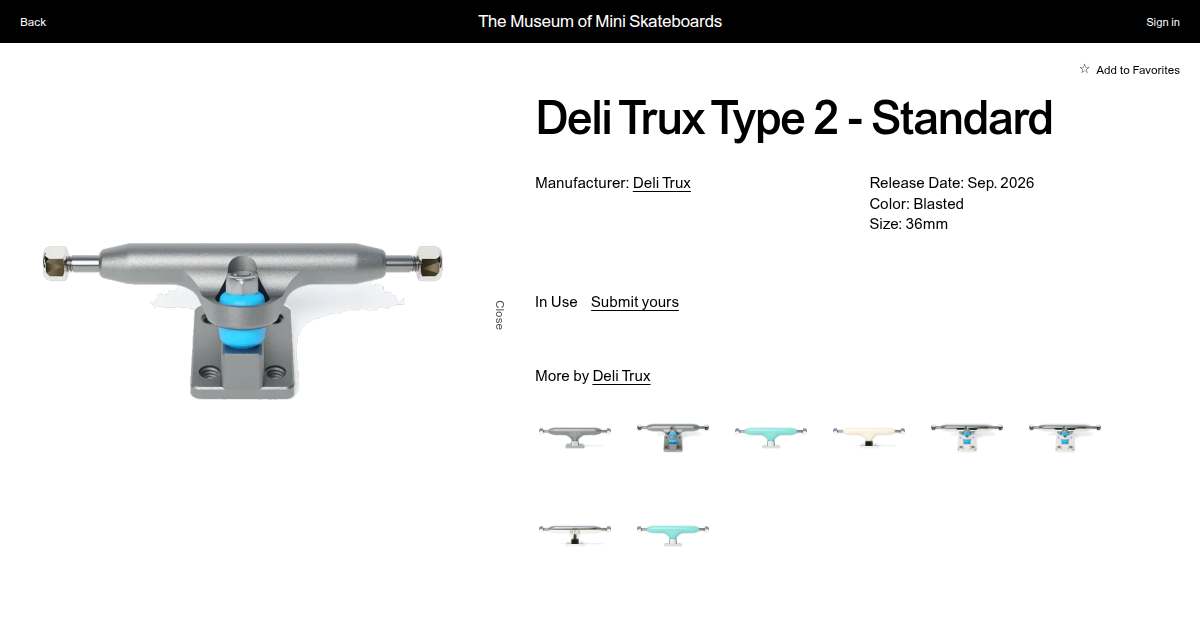 Back
The Museum of Mini Skateboards
Sign in
☆ Add to Favorites
Deli Trux Type 2 - Standard
Manufacturer: Deli Trux
Release Date: Sep. 2026
Color: Blasted
Size: 36mm
Close
In Use Submit yours
More by Deli Trux